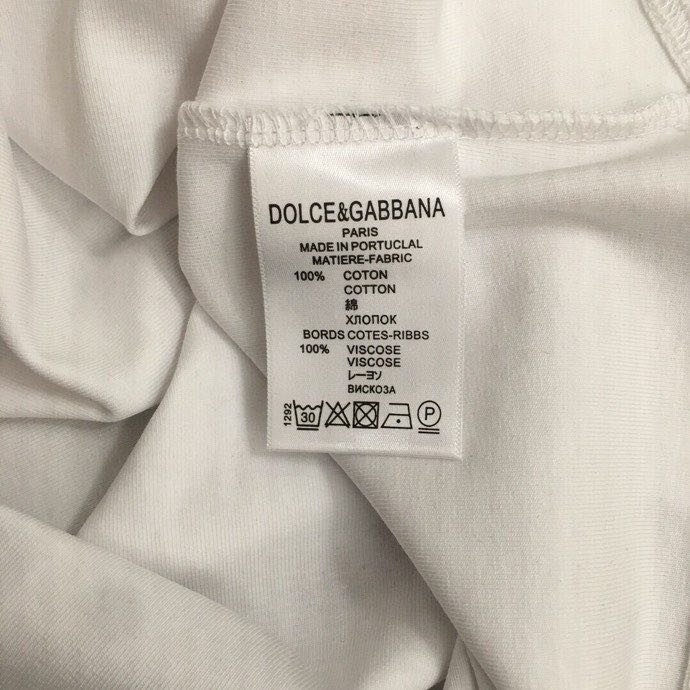 DOLCE&GABBANA
PARIS
MADE IN PORTUCLAL
MATIERE-FABRIC
100% COTON
COTTON
綿
ХЛОПОК
BORDS COTES-RIBBS
100% VISCOSE
VISCOSE
レーヨソ
ВИСКОЗА
1292 30 P